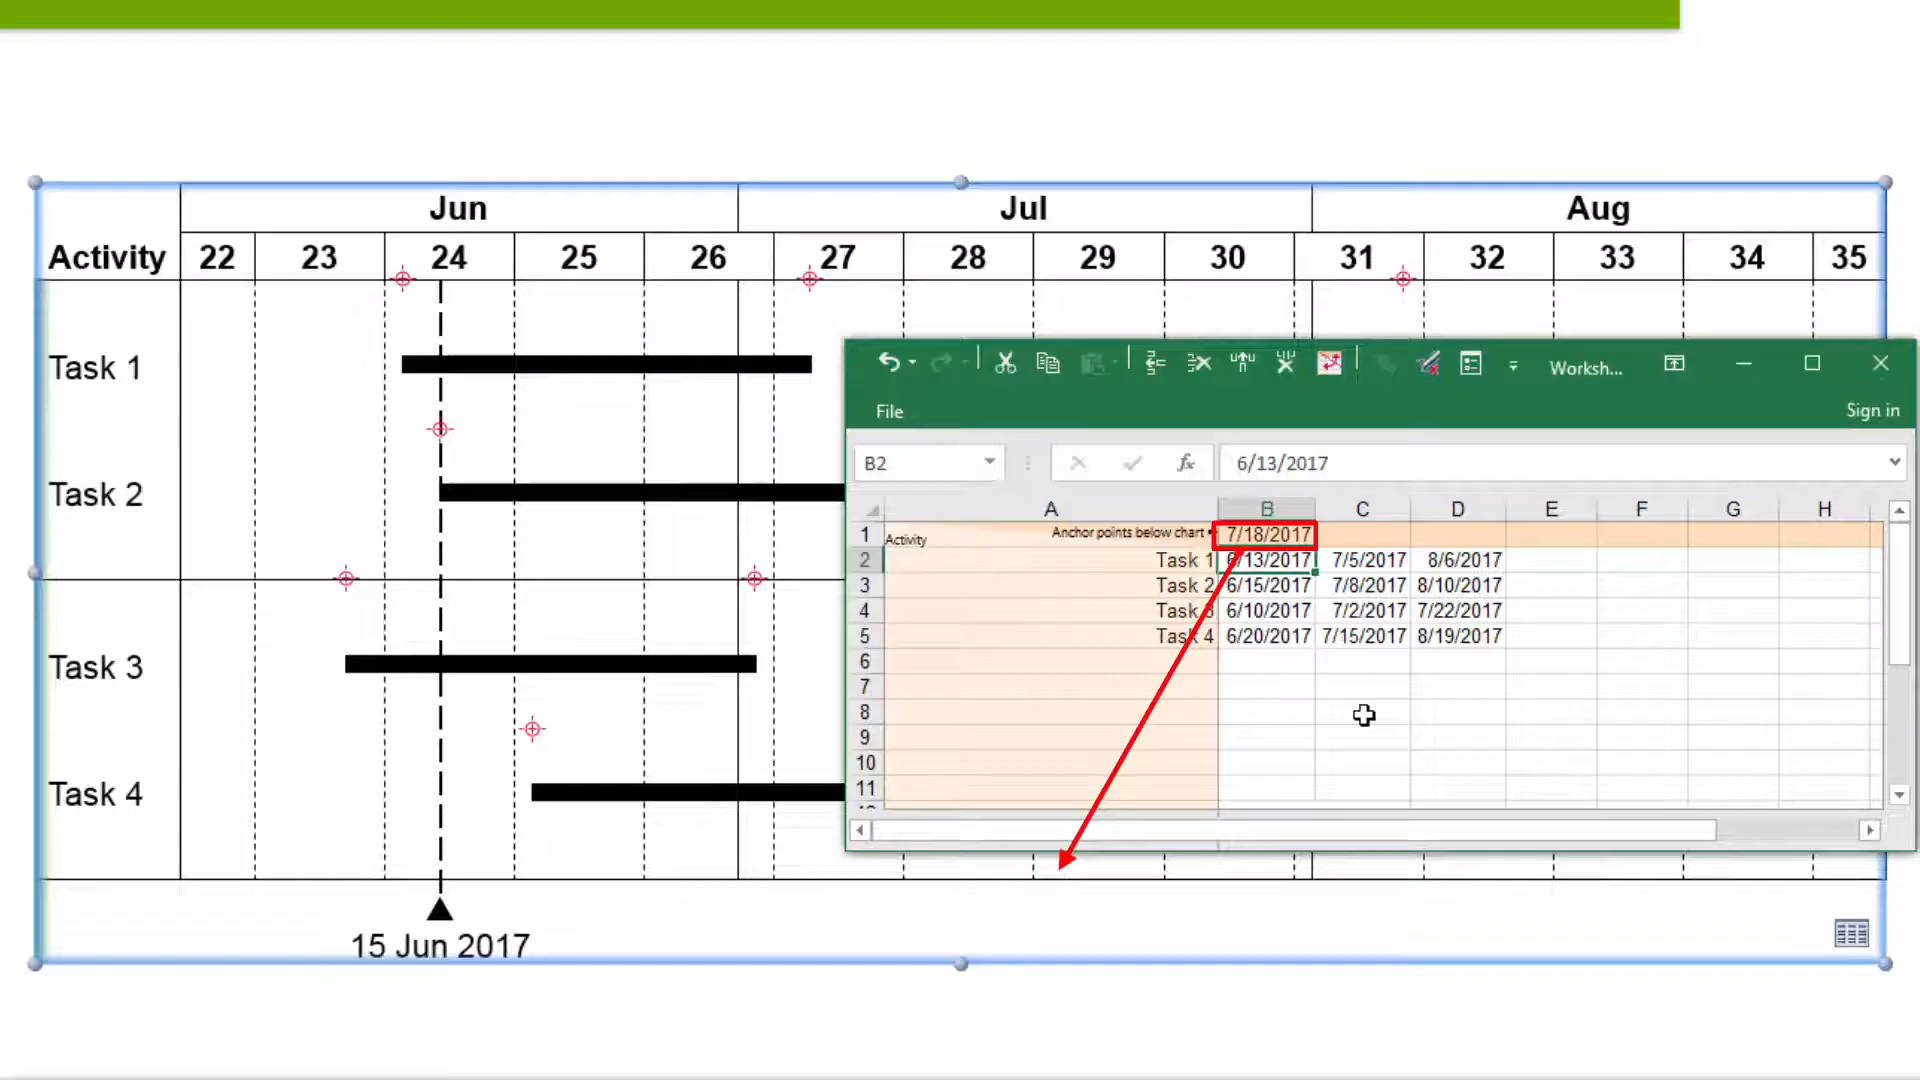 Jun Jul Aug
Activity 22 23 24 25 26 27 28 29 30 31 32 33 34 35
Task 1
Task 2
Task 3
Task 4
15 Jun 2017
Worksh...
File Sign in
B2 fx 6/13/2017
A B C D E F G H
1 Activity Anchor points below chart 7/18/2017
2 Task 1 6/13/2017 7/5/2017 8/6/2017
3 Task 2 6/15/2017 7/8/2017 8/10/2017
4 Task 3 6/10/2017 7/2/2017 7/22/2017
5 Task 4 6/20/2017 7/15/2017 8/19/2017
6
7
8
9
10
11